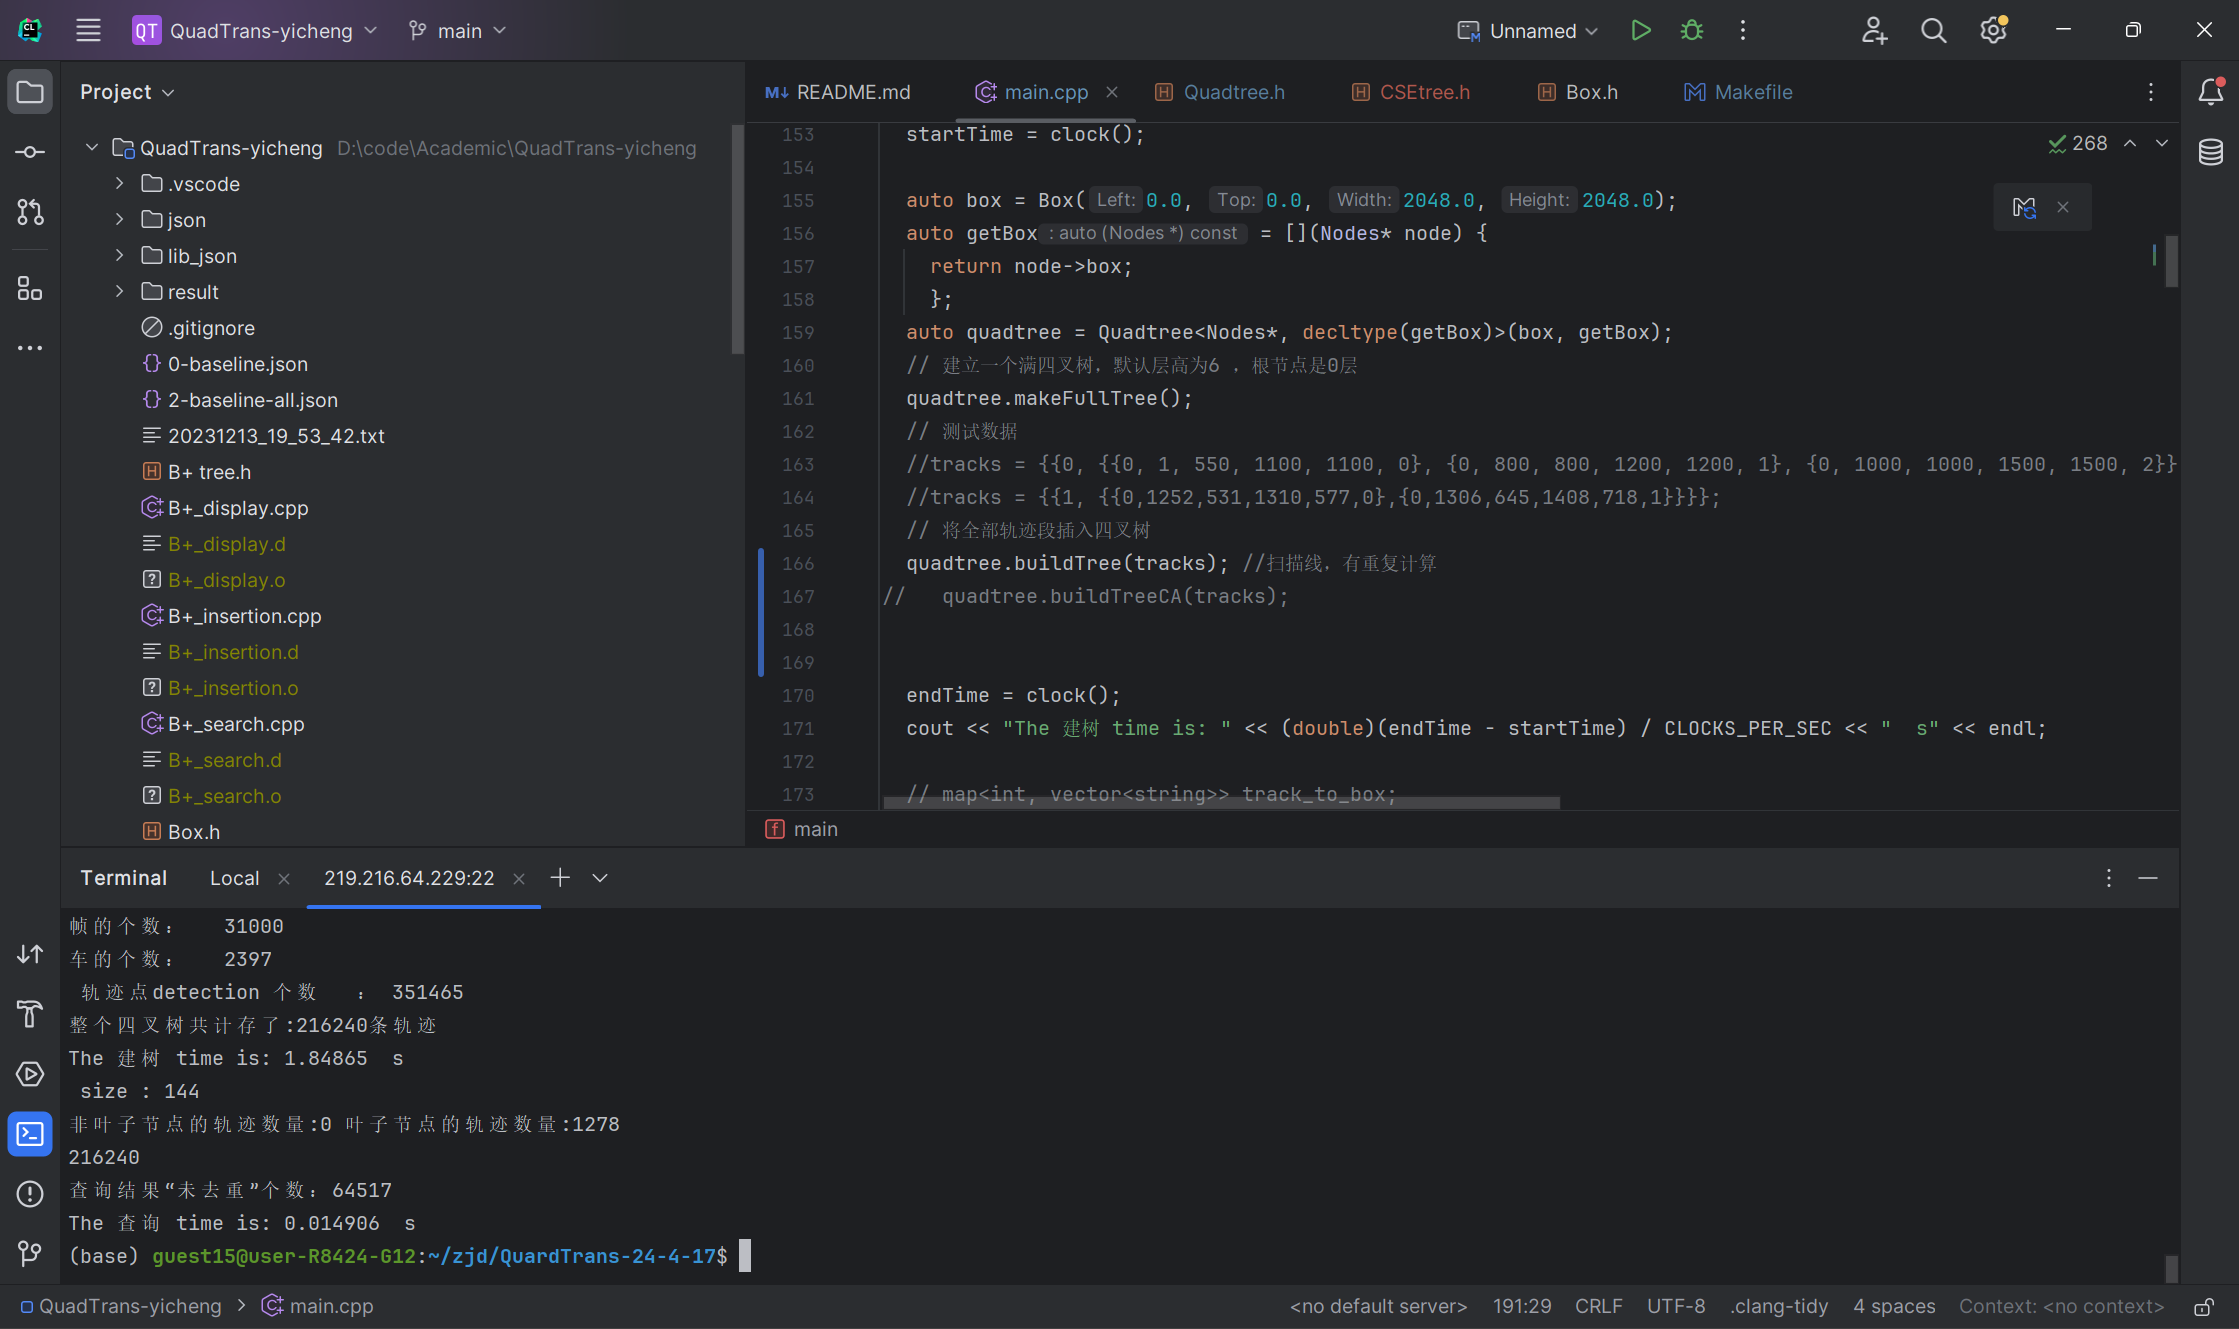 QT QuadTrans-yicheng main Unnamed
Project
QuadTrans-yicheng D:\code\Academic\QuadTrans-yicheng
.vscode
json
lib_json
result
.gitignore
0-baseline.json
2-baseline-all.json
20231213_19_53_42.txt
B+ tree.h
B+_display.cpp
B+_display.d
B+_display.o
B+_insertion.cpp
B+_insertion.d
B+_insertion.o
B+_search.cpp
B+_search.d
B+_search.o
Box.h
README.md main.cpp Quadtree.h CSEtree.h Box.h Makefile
268
153 startTime = clock();
154
155 auto box = Box( Left: 0.0, Top: 0.0, Width: 2048.0, Height: 2048.0);
156 auto getBox : auto (Nodes *) const = [](Nodes* node) {
157 return node->box;
158 };
159 auto quadtree = Quadtree<Nodes*, decltype(getBox)>(box, getBox);
160 // 建立一个满四叉树，默认层高为6 ，根节点是0层
161 quadtree.makeFullTree();
162 // 测试数据
163 //tracks = {{0, {{0, 1, 550, 1100, 1100, 0}, {0, 800, 800, 1200, 1200, 1}, {0, 1000, 1000, 1500, 1500, 2}}
164 //tracks = {{1, {{0,1252,531,1310,577,0},{0,1306,645,1408,718,1}}}};
165 // 将全部轨迹段插入四叉树
166 quadtree.buildTree(tracks); //扫描线，有重复计算
167 // quadtree.buildTreeCA(tracks);
168
169
170 endTime = clock();
171 cout << "The 建树 time is: " << (double)(endTime - startTime) / CLOCKS_PER_SEC << "  s" << endl;
172
173 // map<int, vector<string>> track_to_box;
main
Terminal Local 219.216.64.229:22
帧的个数： 31000
车的个数： 2397
轨迹点detection 个数 ： 351465
整个四叉树共计存了:216240条轨迹
The 建树 time is: 1.84865  s
size : 144
非叶子节点的轨迹数量:0 叶子节点的轨迹数量:1278
216240
查询结果“未去重”个数：64517
The 查询 time is: 0.014906  s
(base) guest15@user-R8424-G12:~/zjd/QuardTrans-24-4-17$
QuadTrans-yicheng > main.cpp <no default server> 191:29 CRLF UTF-8 .clang-tidy 4 spaces Context: <no context>